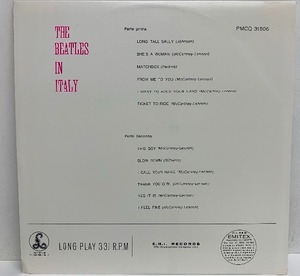 THE
BEATLES
IN
ITALY
Parte prima
PMCQ 31506
LONG TALL SALLY (Johnson)
SHE'S A WOMAN (McCartney-Lennon)
MATCHBOX (Perkins)
FROM ME TO YOU (McCartney-Lennon)
I WANT TO HOLD YOUR HAND (McCartney-Lennon)
TICKET TO RIDE (McCartney-Lennon)
Parte seconda
THIS BOY (McCartney-Lennon)
SLOW DOWN (Williams)
I CALL YOUR NAME (McCartney-Lennon)
THANK YOU GIRL (McCartney-Lennon)
YES IT IS (McCartney-Lennon)
I FEEL FINE (McCartney-Lennon)
LONG PLAY 33⅓ R.P.M
E.M.I. RECORDS
EMITEX